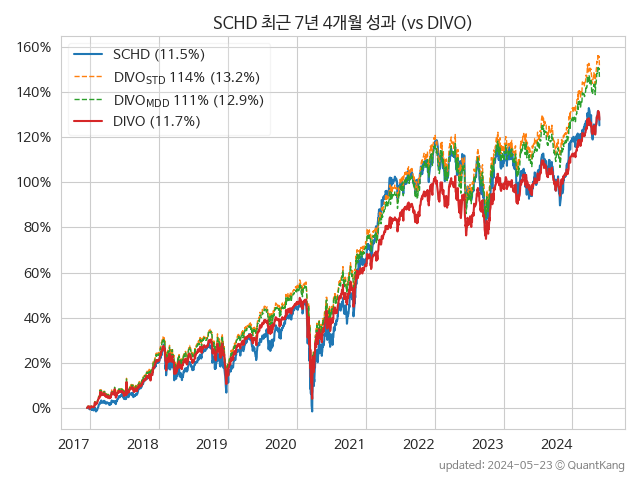 SCHD 최근 7년 4개월 성과 (vs DIVO)
SCHD (11.5%)
DIVO_STD 114% (13.2%)
DIVO_MDD 111% (12.9%)
DIVO (11.7%)
160%
140%
120%
100%
80%
60%
40%
20%
0%
2017 2018 2019 2020 2021 2022 2023 2024
updated: 2024-05-23 © QuantKang